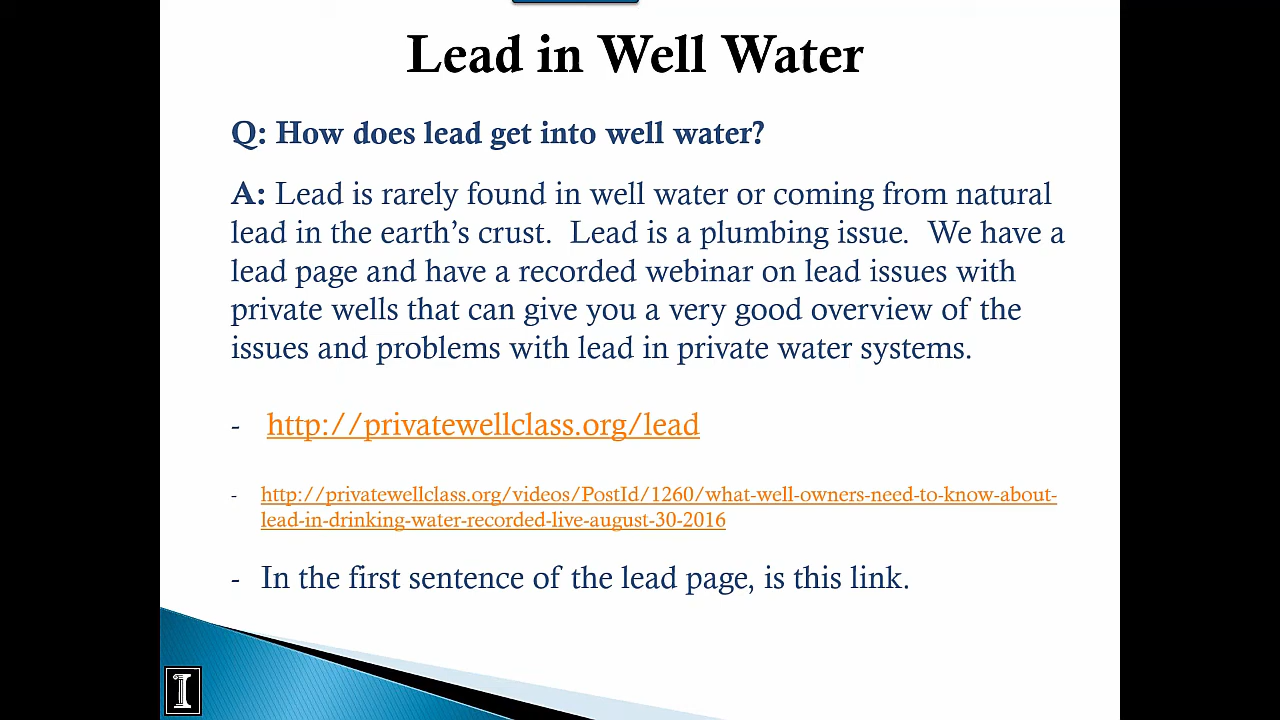 Lead in Well Water
Q: How does lead get into well water?
A: Lead is rarely found in well water or coming from natural
lead in the earth’s crust.  Lead is a plumbing issue.  We have a
lead page and have a recorded webinar on lead issues with
private wells that can give you a very good overview of the
issues and problems with lead in private water systems.
- http://privatewellclass.org/lead
- http://privatewellclass.org/videos/PostId/1260/what-well-owners-need-to-know-about-
lead-in-drinking-water-recorded-live-august-30-2016
- In the first sentence of the lead page, is this link.
I